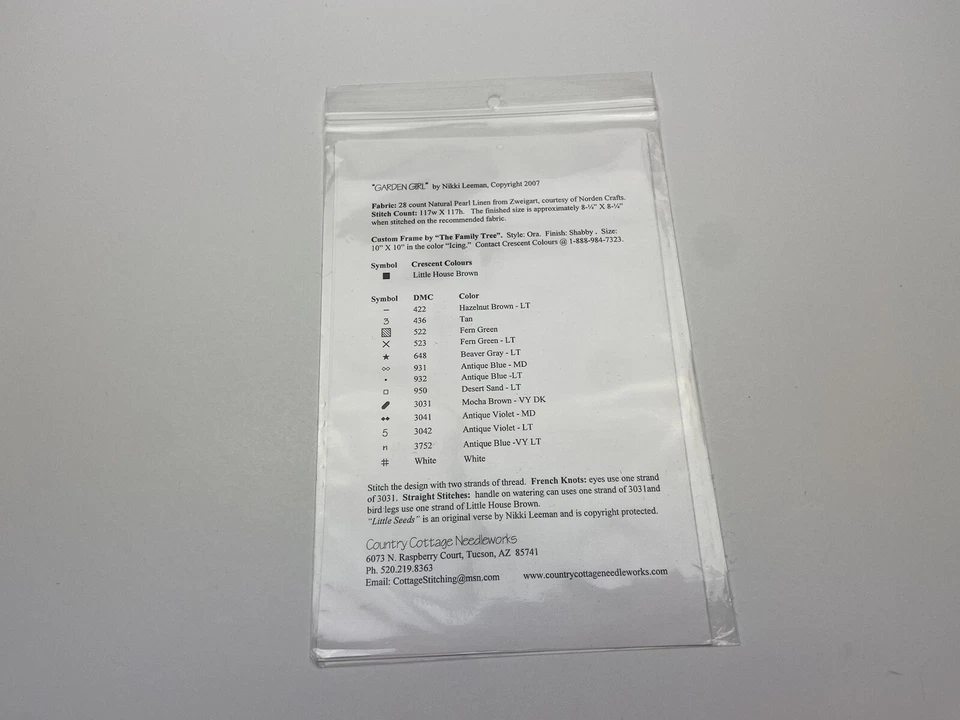 "GARDEN GIRL" by Nikki Leeman, Copyright 2007
Fabric: 28 count Natural Pearl Linen from Zweigart, courtesy of Norden Crafts.
Stitch Count: 117w X 117h. The finished size is approximately 8-¼" X 8-¼"
when stitched on the recommended fabric.
Custom Frame by "The Family Tree". Style: Ora. Finish: Shabby. Size:
10" X 10" in the color "Icing." Contact Crescent Colours @ 1-888-984-7323.
Symbol Crescent Colours
■ Little House Brown
Symbol DMC Color
– 422 Hazelnut Brown - LT
3 436 Tan
▨ 522 Fern Green
X 523 Fern Green - LT
★ 648 Beaver Gray - LT
∞ 931 Antique Blue - MD
• 932 Antique Blue -LT
□ 950 Desert Sand - LT
3031 Mocha Brown - VY DK
♦♦ 3041 Antique Violet - MD
5 3042 Antique Violet - LT
n 3752 Antique Blue -VY LT
# White White
Stitch the design with two strands of thread. French Knots: eyes use one strand
of 3031. Straight Stitches: handle on watering can uses one strand of 3031and
bird legs use one strand of Little House Brown.
"Little Seeds" is an original verse by Nikki Leeman and is copyright protected.
Country Cottage Needleworks
6073 N. Raspberry Court, Tucson, AZ 85741
Ph. 520.219.8363
Email: CottageStitching@msn.com www.countrycottageneedleworks.com